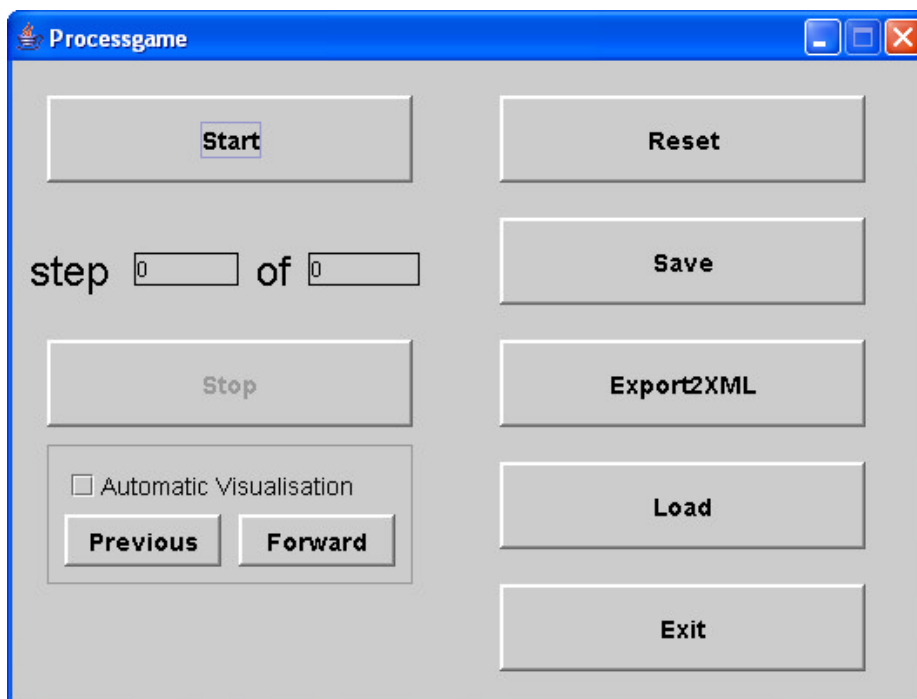 Processgame
Start
Reset
step 0 of 0
Save
Stop
Export2XML
Automatic Visualisation
Previous Forward
Load
Exit